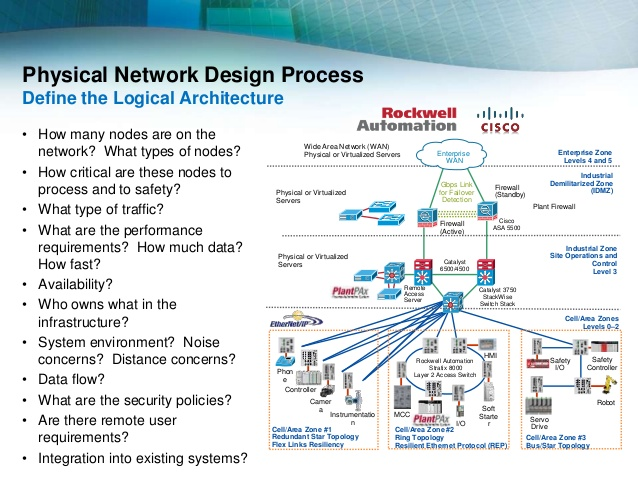 Physical Network Design Process
Define the Logical Architecture
• How many nodes are on the
network? What types of nodes?
• How critical are these nodes to
process and to safety?
• What type of traffic?
• What are the performance
requirements? How much data?
How fast?
• Availability?
• Who owns what in the
infrastructure?
• System environment? Noise
concerns? Distance concerns?
• Data flow?
• What are the security policies?
• Are there remote user
requirements?
• Integration into existing systems?
Rockwell
Automation
CISCO
Wide Area Network (WAN)
Physical or Virtualized Servers
Enterprise
WAN
Enterprise Zone
Levels 4 and 5
Industrial
Demilitarized Zone
(IDMZ)
Physical or Virtualized
Servers
Gbps Link
for Failover
Detection
Firewall
(Standby)
Plant Firewall
Firewall
(Active)
Cisco
ASA 5500
Physical or Virtualized
Servers
Catalyst
6500/4500
Industrial Zone
Site Operations and
Control
Level 3
PlantPAx
Remote
Access
Server
Catalyst 3750
StackWise
Switch Stack
EtherNet/IP
Cell/Area Zones
Levels 0–2
Phon
e
Controller
Camer
a
Instrumentatio
n
Cell/Area Zone #1
Redundant Star Topology
Flex Links Resiliency
Rockwell Automation
Stratix 8000
Layer 2 Access Switch
HMI
MCC
PlantPAx
I/O
Soft
Starte
r
Cell/Area Zone #2
Ring Topology
Resilient Ethernet Protocol (REP)
Safety
I/O
Safety
Controller
Robot
Servo
Drive
Cell/Area Zone #3
Bus/Star Topology